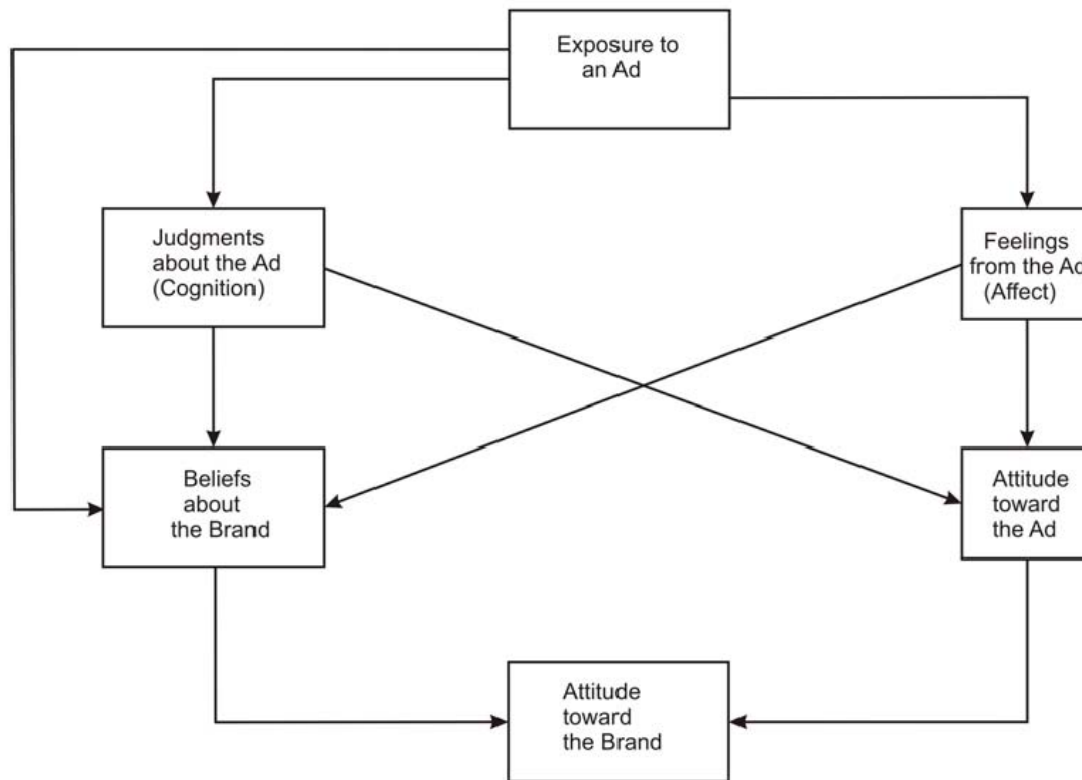 Exposure to
an Ad
Judgments
about the Ad
(Cognition)
Feelings
from the Ad
(Affect)
Beliefs
about
the Brand
Attitude
toward
the Ad
Attitude
toward
the Brand